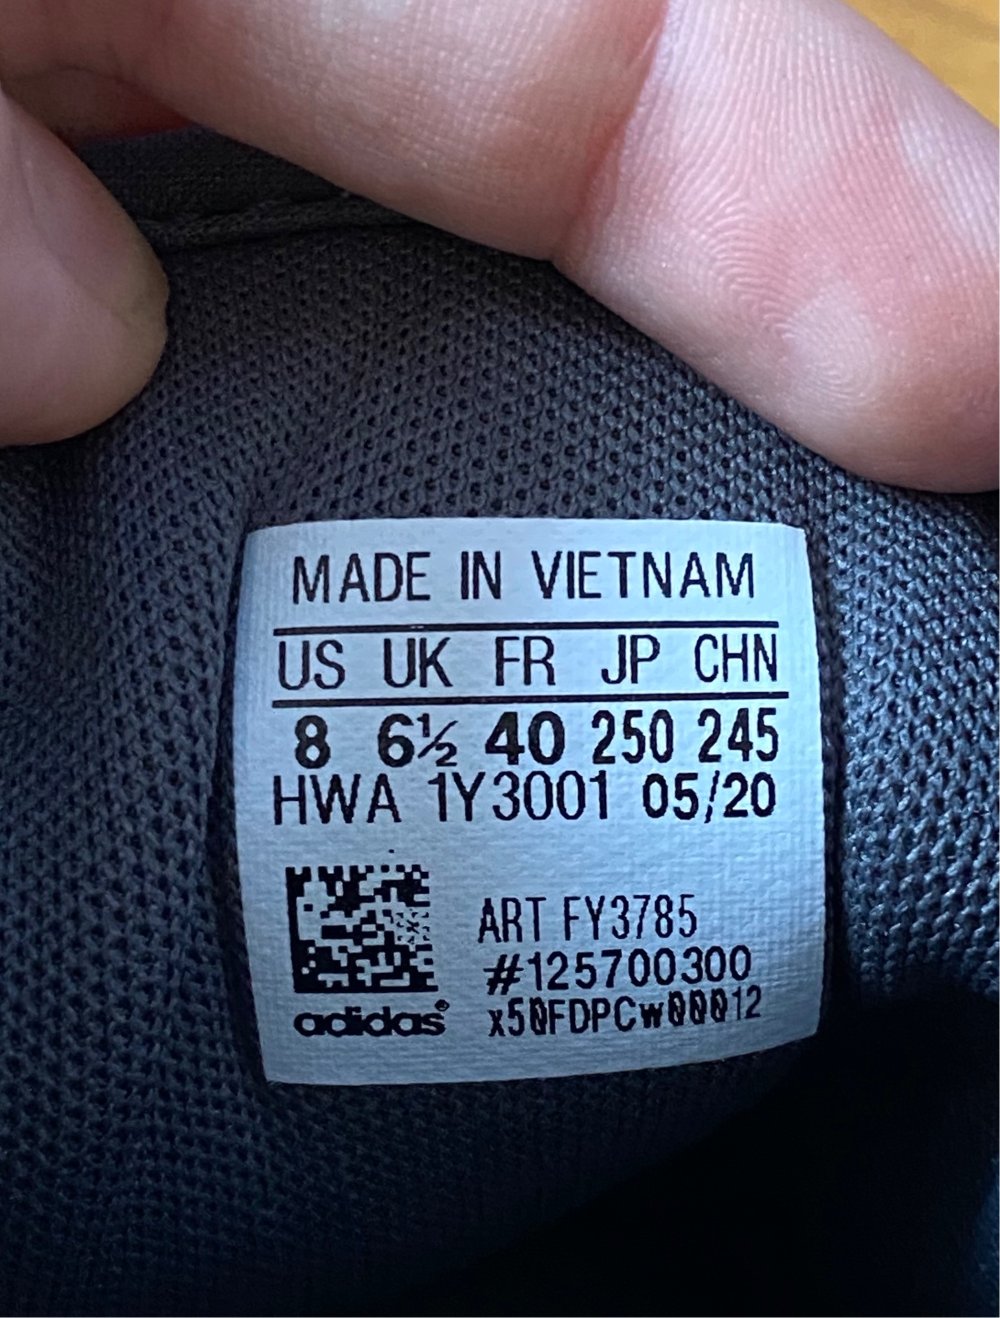 MADE IN VIETNAM
US UK FR JP CHN
8 6½ 40 250 245
HWA 1Y3001 05/20
ART FY3785
#125700300
adidas® x50FDPCw00012